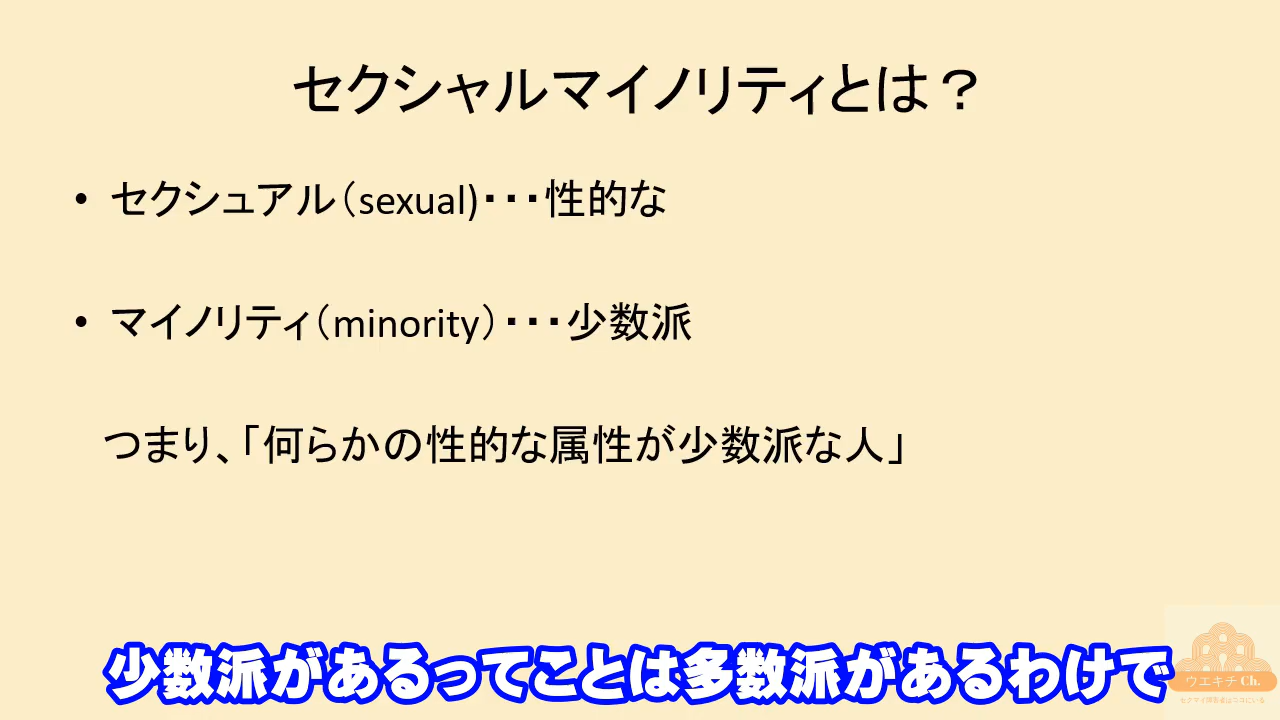 セクシャルマイノリティとは？
• セクシュアル（sexual)・・・性的な
• マイノリティ（minority）・・・少数派
つまり、「何らかの性的な属性が少数派な人」
少数派があるってことは多数派があるわけで
ウエキチ Ch.